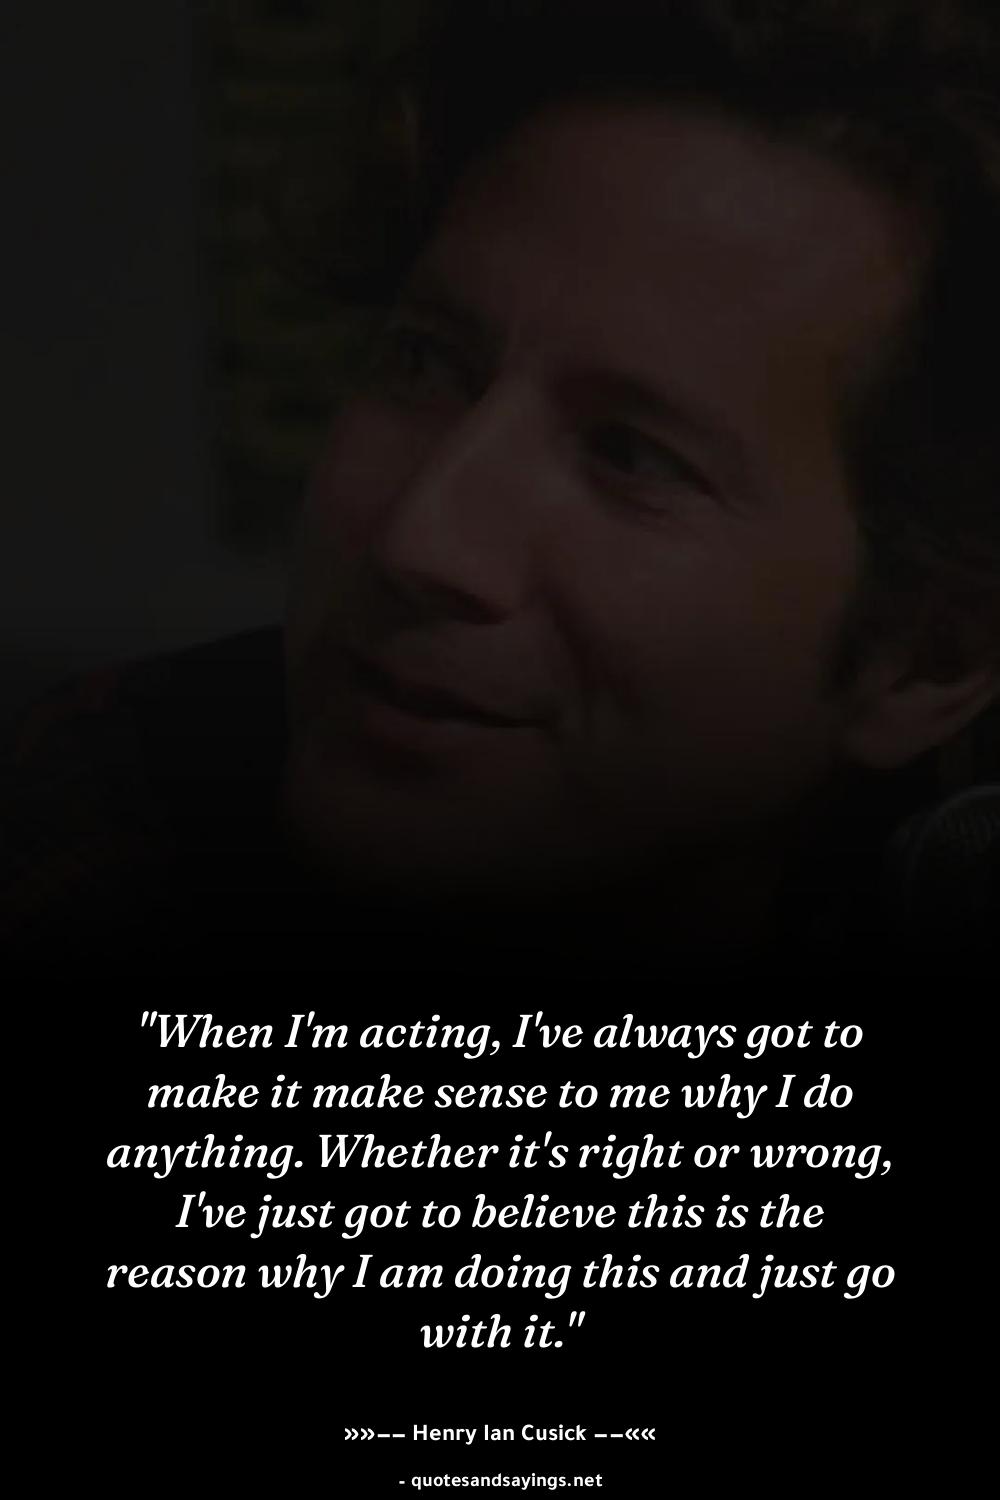 "When I'm acting, I've always got to
make it make sense to me why I do
anything. Whether it's right or wrong,
I've just got to believe this is the
reason why I am doing this and just go
with it."
»»–– Henry Ian Cusick ––««
- quotesandsayings.net